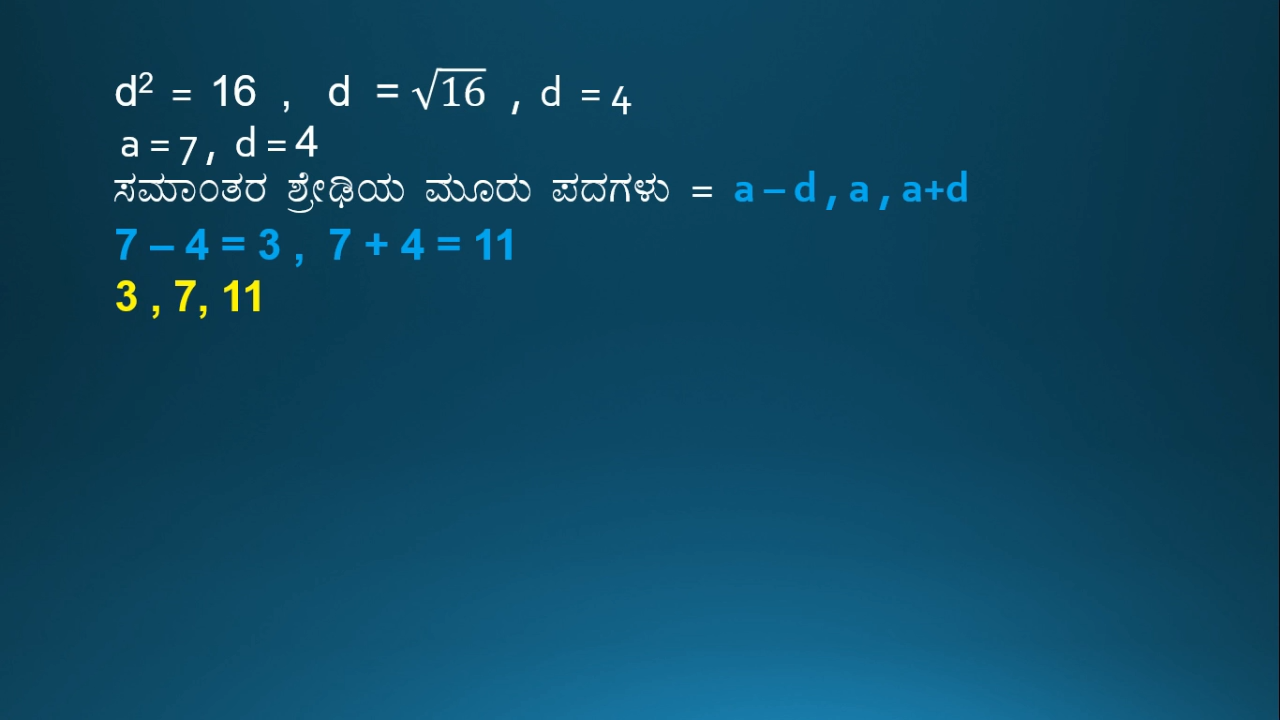 d² = 16 , d = √16 , d = 4
a = 7 , d = 4
ಸಮಾಂತರ ಶ್ರೇಢಿಯ ಮೂರು ಪದಗಳು = a – d , a , a+d
7 – 4 = 3 , 7 + 4 = 11
3 , 7, 11